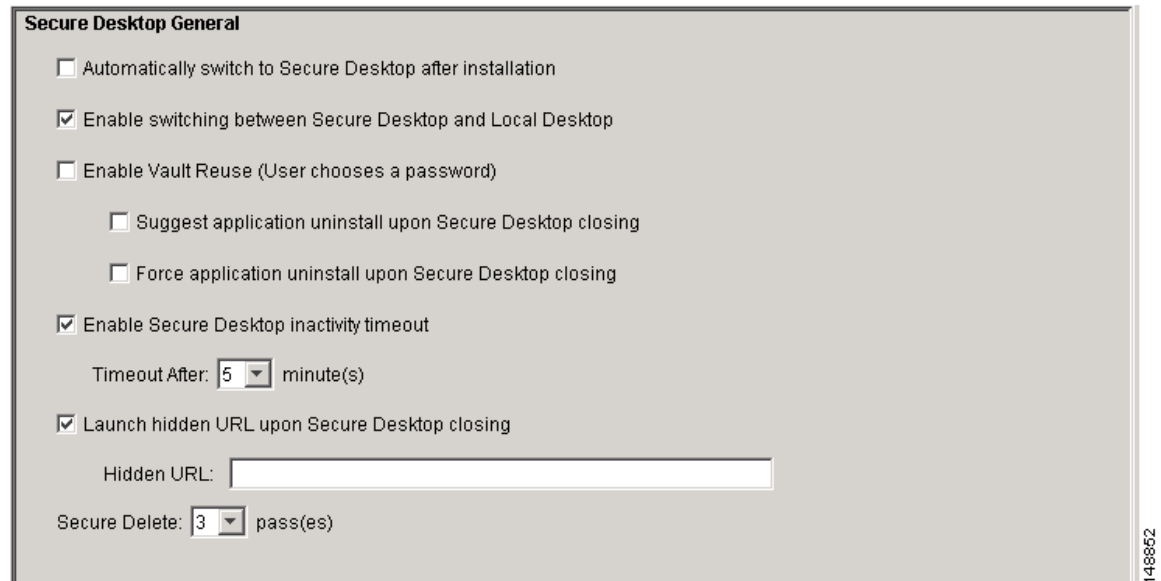 Secure Desktop General
Automatically switch to Secure Desktop after installation
Enable switching between Secure Desktop and Local Desktop
Enable Vault Reuse (User chooses a password)
Suggest application uninstall upon Secure Desktop closing
Force application uninstall upon Secure Desktop closing
Enable Secure Desktop inactivity timeout
Timeout After: 5 minute(s)
Launch hidden URL upon Secure Desktop closing
Hidden URL:
Secure Delete: 3 pass(es)
148852